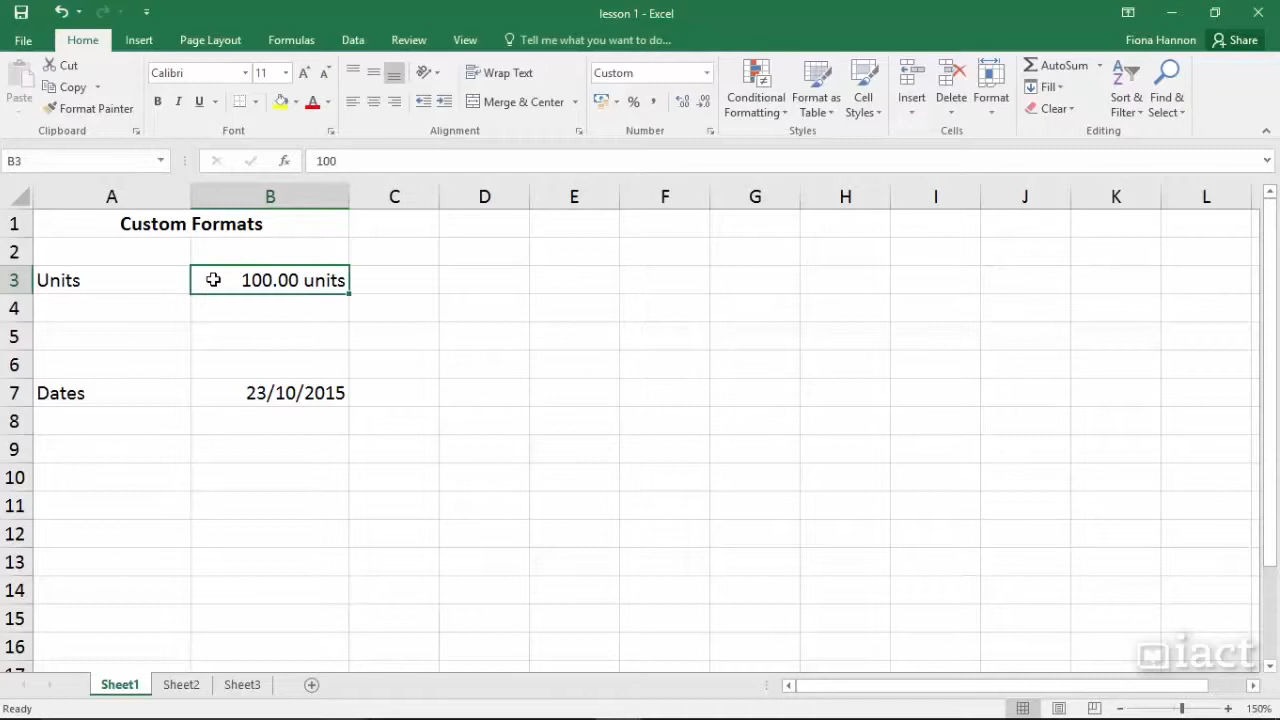 lesson 1 - Excel
File Home Insert Page Layout Formulas Data Review View Tell me what you want to do... Fiona Hannon Share
Paste
Cut
Copy
Format Painter
Clipboard
Calibri 11
B I U
Font
Wrap Text
Merge & Center
Alignment
Custom
%
Number
Conditional
Formatting
Format as
Table
Cell
Styles
Styles
Insert
Delete
Format
Cells
AutoSum
Fill
Clear
Sort &
Filter
Find &
Select
Editing
B3 fx 100
A B C D E F G H I J K L
1 Custom Formats
2
3 Units 100.00 units
4
5
6
7 Dates 23/10/2015
8
9
10
11
12
13
14
15
16
17
iact
Sheet1 Sheet2 Sheet3
Ready 150%